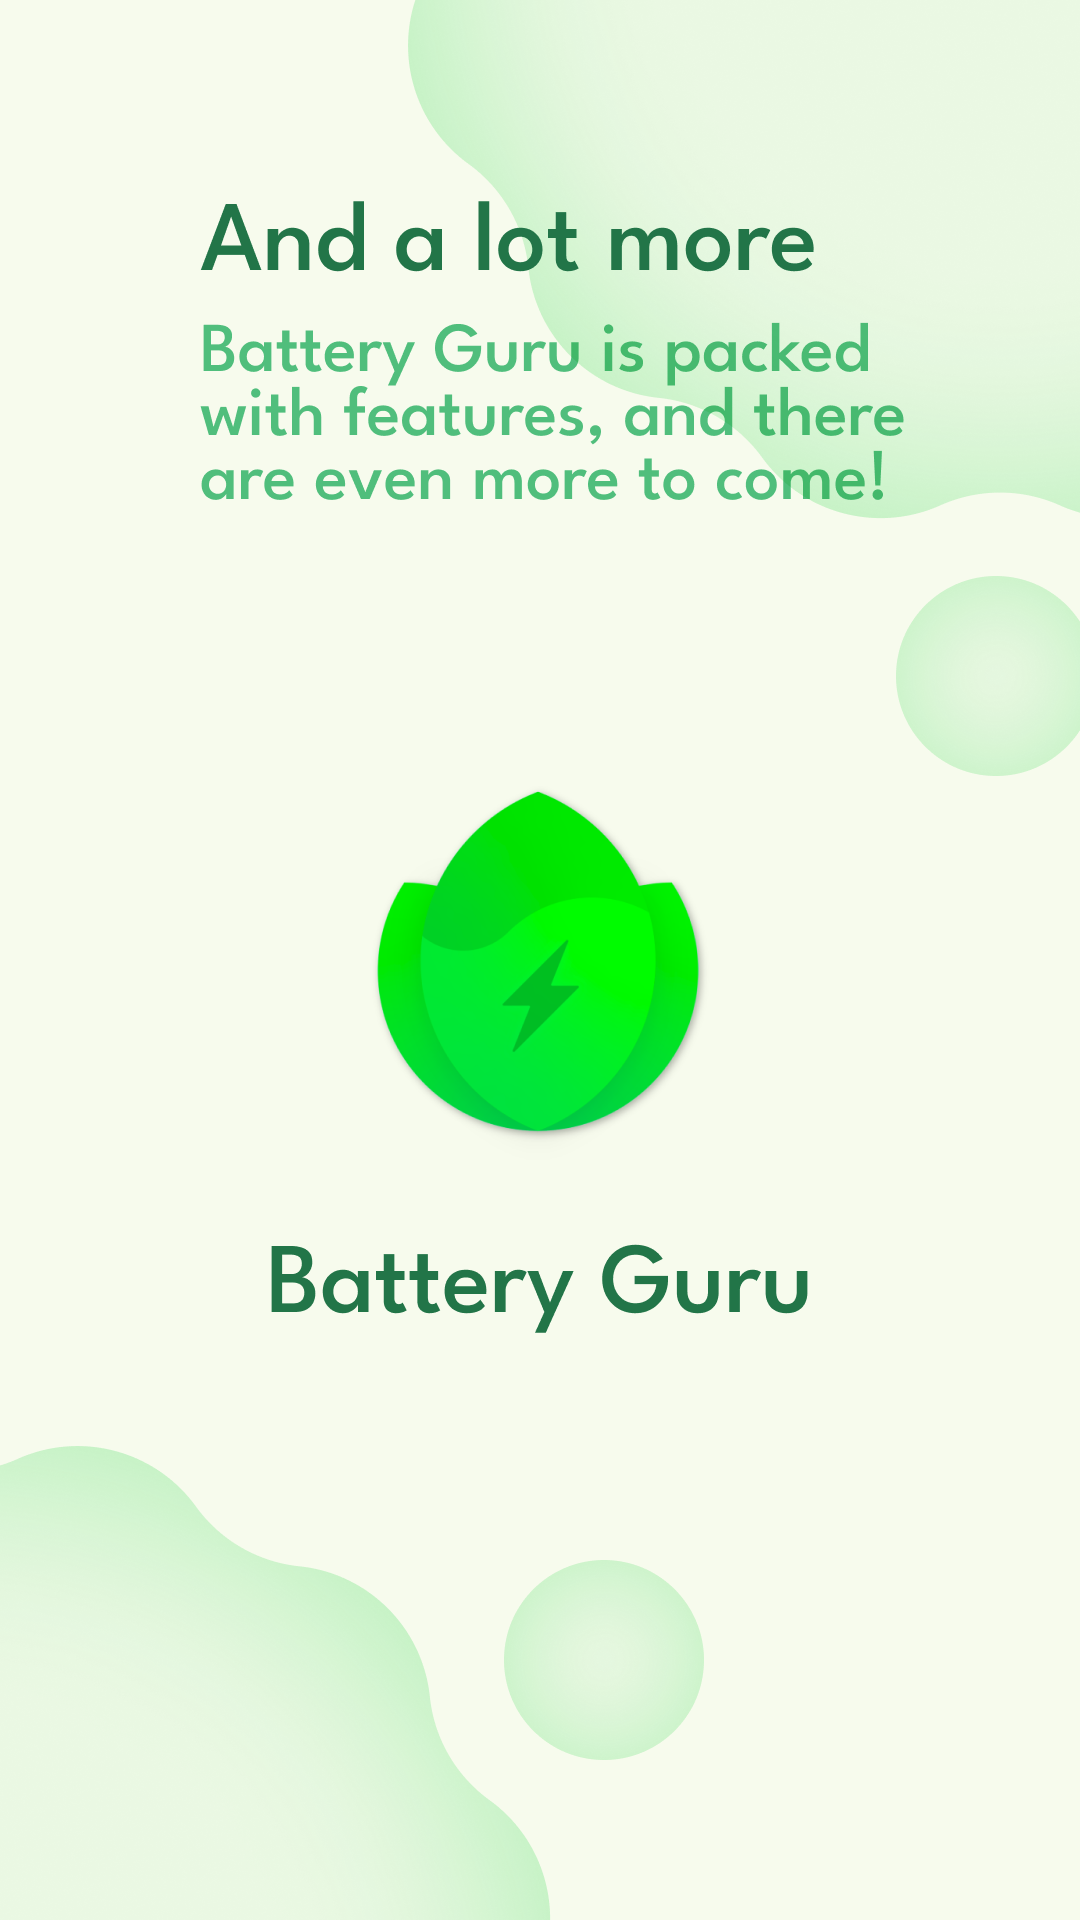 And a lot more
Battery Guru is packed
with features, and there
are even more to come!
Battery Guru